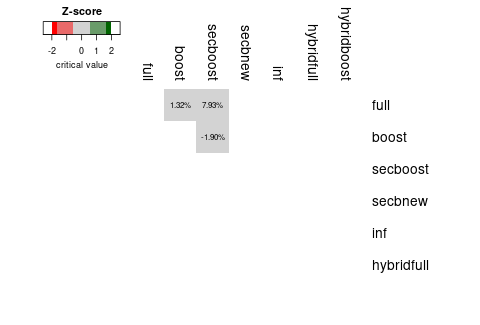 Z-score
-2 0 1 2
critical value
full boost secboost secbnew inf hybridfull hybridboost
1.32% 7.93% full
-1.90% boost
secboost
secbnew
inf
hybridfull